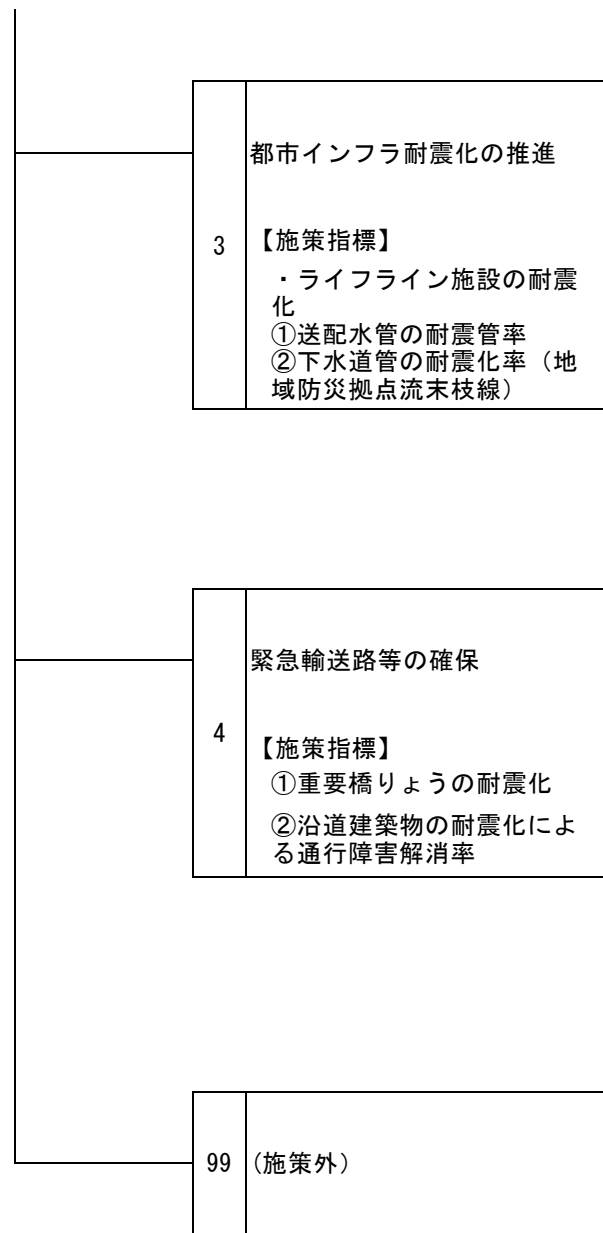 都市インフラ耐震化の推進
3
【施策指標】
・ライフライン施設の耐震
化
①送配水管の耐震管率
②下水道管の耐震化率（地
域防災拠点流末枝線）
緊急輸送路等の確保
4
【施策指標】
①重要橋りょうの耐震化
②沿道建築物の耐震化によ
る通行障害解消率
99
(施策外）